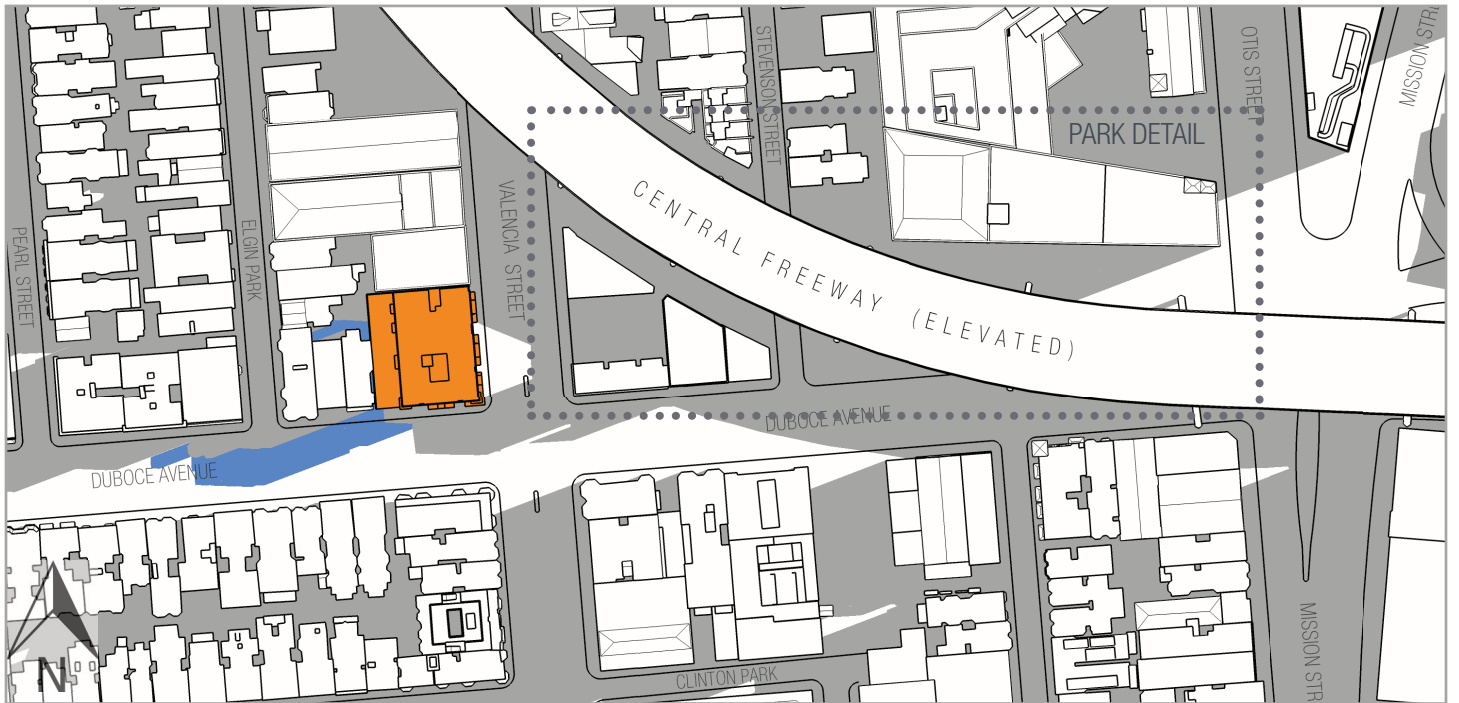 STEVENSON STREET
OTIS STREET
MISSION STR
PARK DETAIL
VALENCIA STREET
CENTRAL FREEWAY (ELEVATED)
PEARL STREET
ELGIN PARK
DUBOCE AVENUE
DUBOCE AVENUE
MISSION STR
CLINTON PARK
N